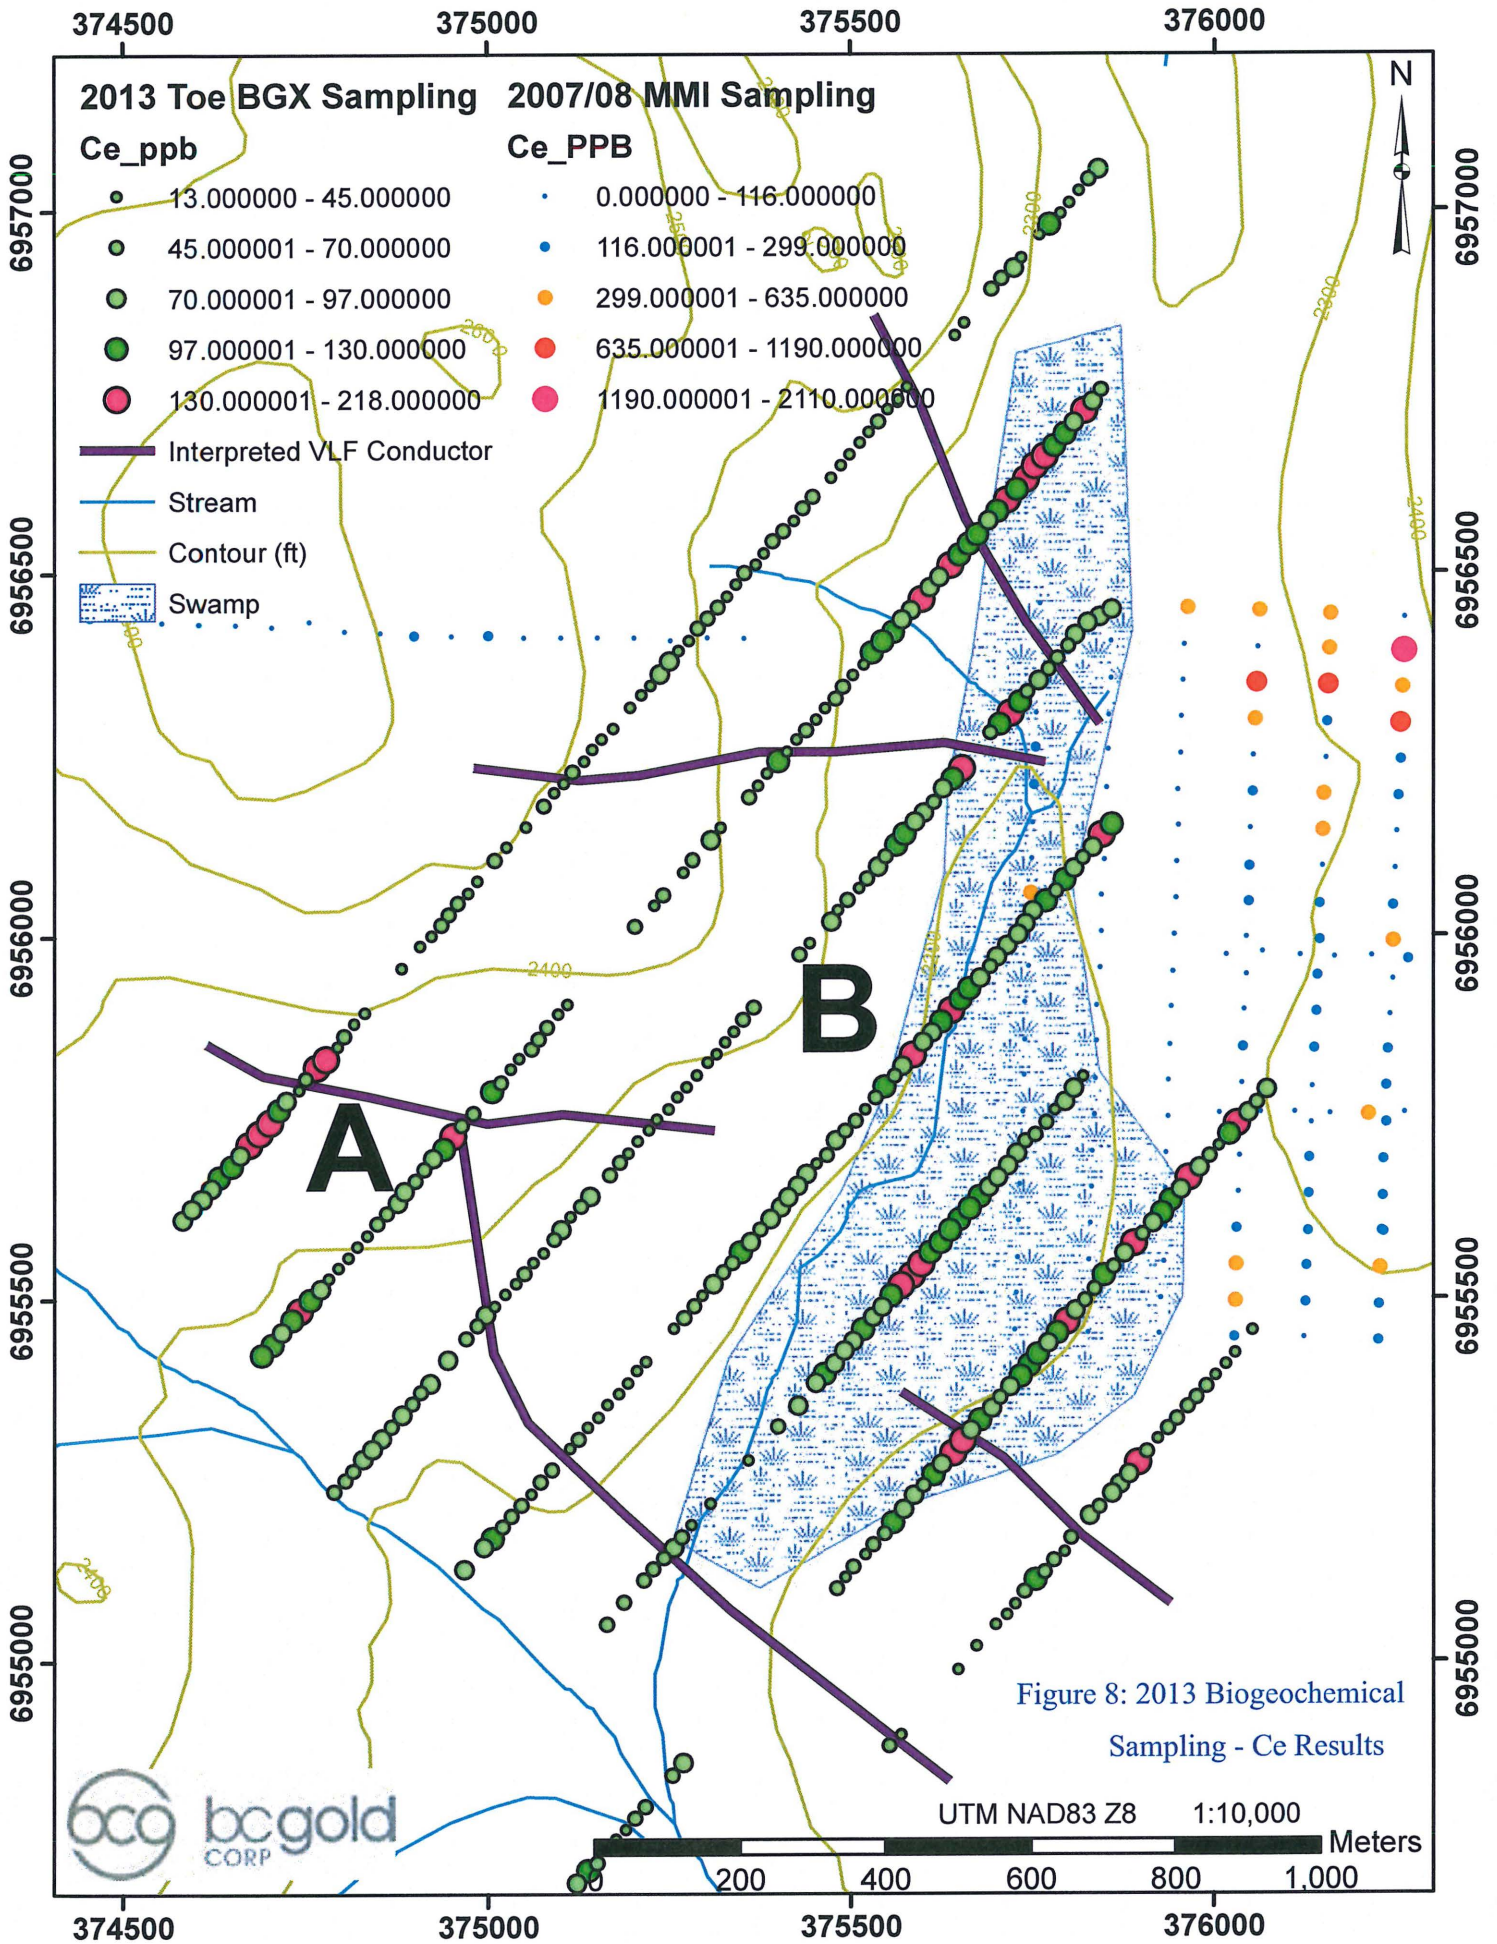 374500 375000 375500 376000
2013 Toe BGX Sampling 2007/08 MMI Sampling
N
Ce_ppb Ce_PPB
13.000000 - 45.000000 0.000000 - 116.000000
45.000001 - 70.000000 116.000001 - 299.000000
70.000001 - 97.000000 299.000001 - 635.000000
97.000001 - 130.000000 635.000001 - 1190.000000
130.000001 - 218.000000 1190.000001 - 2110.000000
Interpreted VLF Conductor
Stream
Contour (ft)
Swamp
6957000
6956500
6956000
6955500
6955000
6957000
6956500
6956000
6955500
6955000
2300
2300
2400
2400
2400
A
B
Figure 8: 2013 Biogeochemical
Sampling - Ce Results
UTM NAD83 Z8 1:10,000
Meters
0 200 400 600 800 1,000
bcg bcgold
CORP
374500 375000 375500 376000